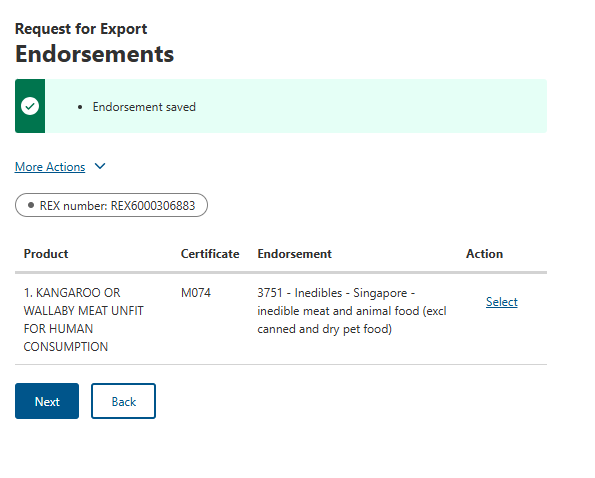 Request for Export
Endorsements
Endorsement saved
More Actions
REX number: REX6000306883
Product Certificate Endorsement Action
1. KANGAROO OR M074 3751 - Inedibles - Singapore - Select
WALLABY MEAT UNFIT inedible meat and animal food (excl
FOR HUMAN canned and dry pet food)
CONSUMPTION
Next Back